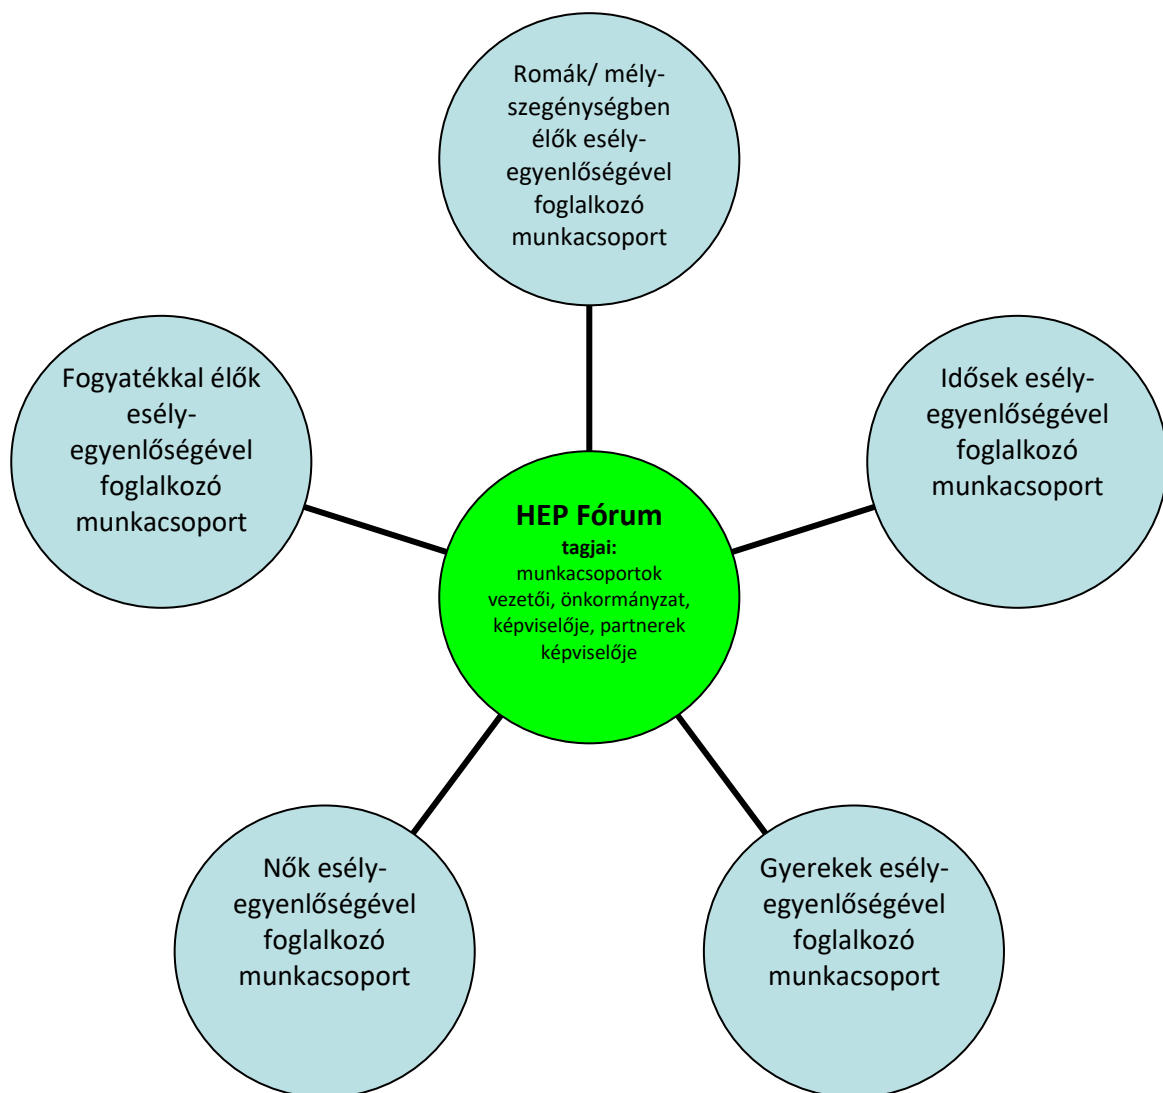 Romák/ mély-
szegénységben
élők esély-
egyenlőségével
foglalkozó
munkacsoport
Fogyatékkal élők
esély-
egyenlőségével
foglalkozó
munkacsoport
Idősek esély-
egyenlőségével
foglalkozó
munkacsoport
HEP Fórum
tagjai:
munkacsoportok
vezetői, önkormányzat,
képviselője, partnerek
képviselője
Nők esély-
egyenlőségével
foglalkozó
munkacsoport
Gyerekek esély-
egyenlőségével
foglalkozó
munkacsoport